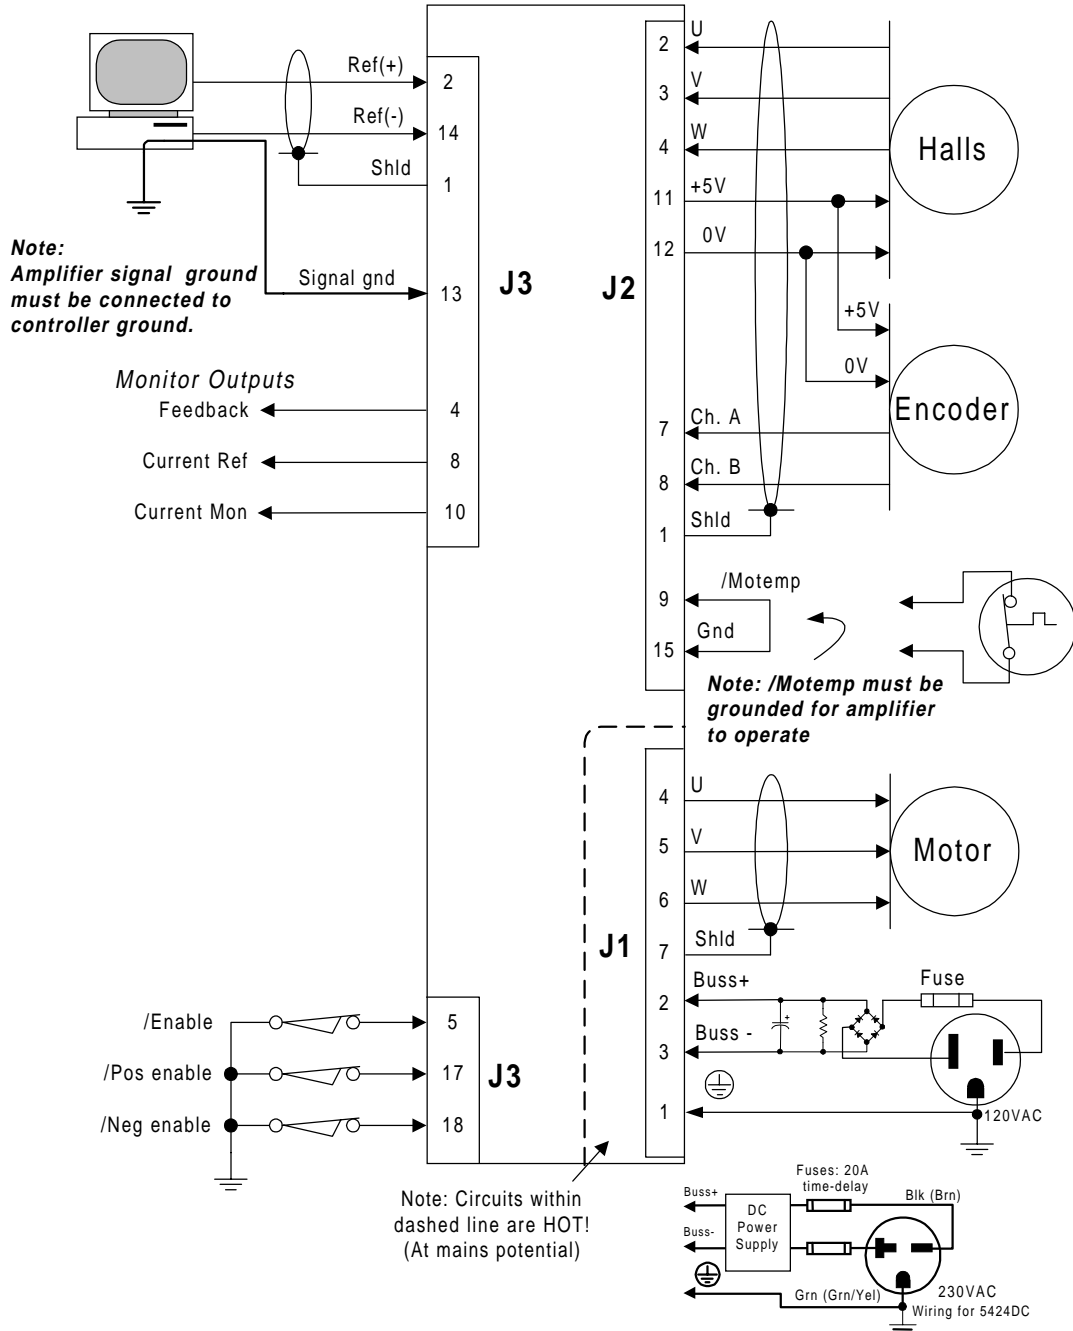 Ref(+)
2
Ref(-)
14
Shld
1
Note:
Amplifier signal ground
must be connected to
controller ground.
Signal gnd
13
J3
Monitor Outputs
Feedback
4
Current Ref
8
Current Mon
10
J2
2
U
3
V
4
W
11
+5V
12
0V
Halls
+5V
0V
Encoder
7
Ch. A
8
Ch. B
1
Shld
/Motemp
9
Gnd
15
Note: /Motemp must be
grounded for amplifier
to operate
J1
4
U
5
V
6
W
7
Shld
Motor
2
Buss+
3
Buss -
1
+
Fuse
120VAC
/Enable
5
/Pos enable
17
/Neg enable
18
J3
Note: Circuits within
dashed line are HOT!
(At mains potential)
Buss+
Buss-
DC
Power
Supply
Fuses: 20A
time-delay
Blk (Brn)
Grn (Grn/Yel)
230VAC
Wiring for 5424DC